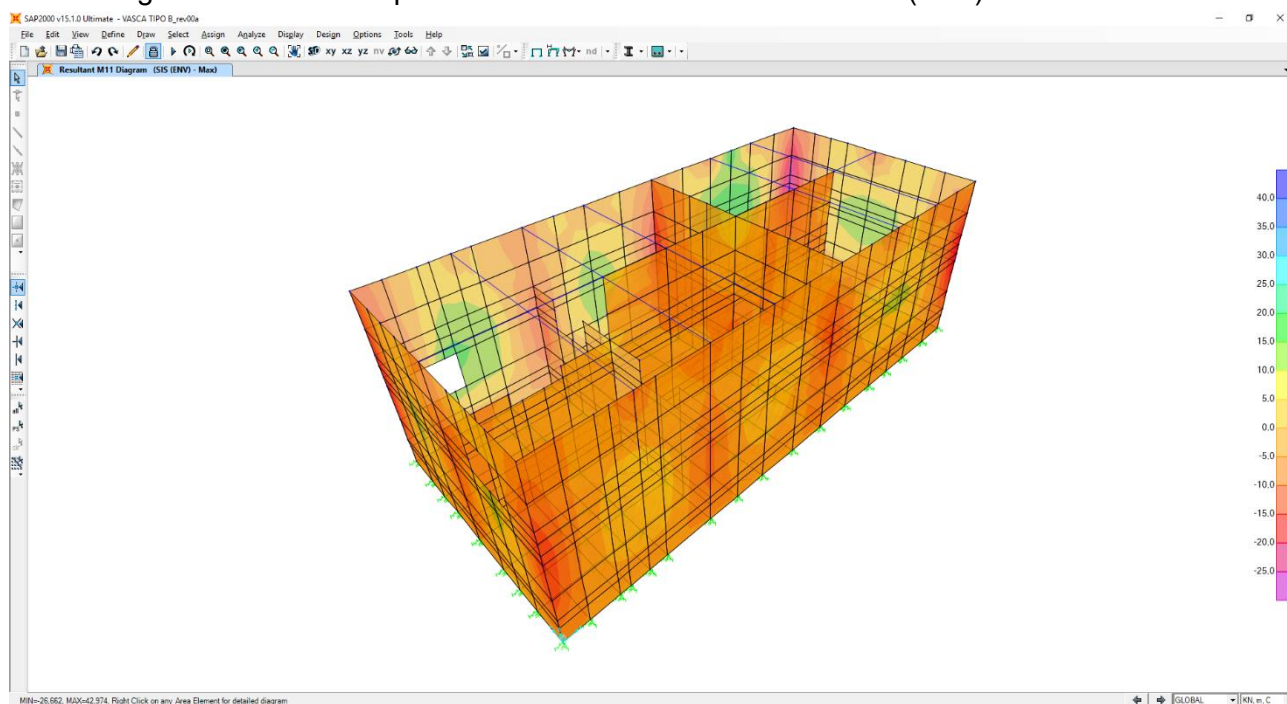 SAP2000 v15.1.0 Ultimate - VASCA TIPO B_rev00a
File Edit View Define Draw Select Assign Analyze Display Design Options Tools Help
xy xz yz nv nd
Resultant M11 Diagram (SIS (ENV) - Max)
40.0
35.0
30.0
25.0
20.0
15.0
10.0
5.0
0.0
-5.0
-10.0
-15.0
-20.0
-25.0
MIN=-26.662, MAX=42.974, Right Click on any Area Element for detailed diagram
GLOBAL
KN, m, C